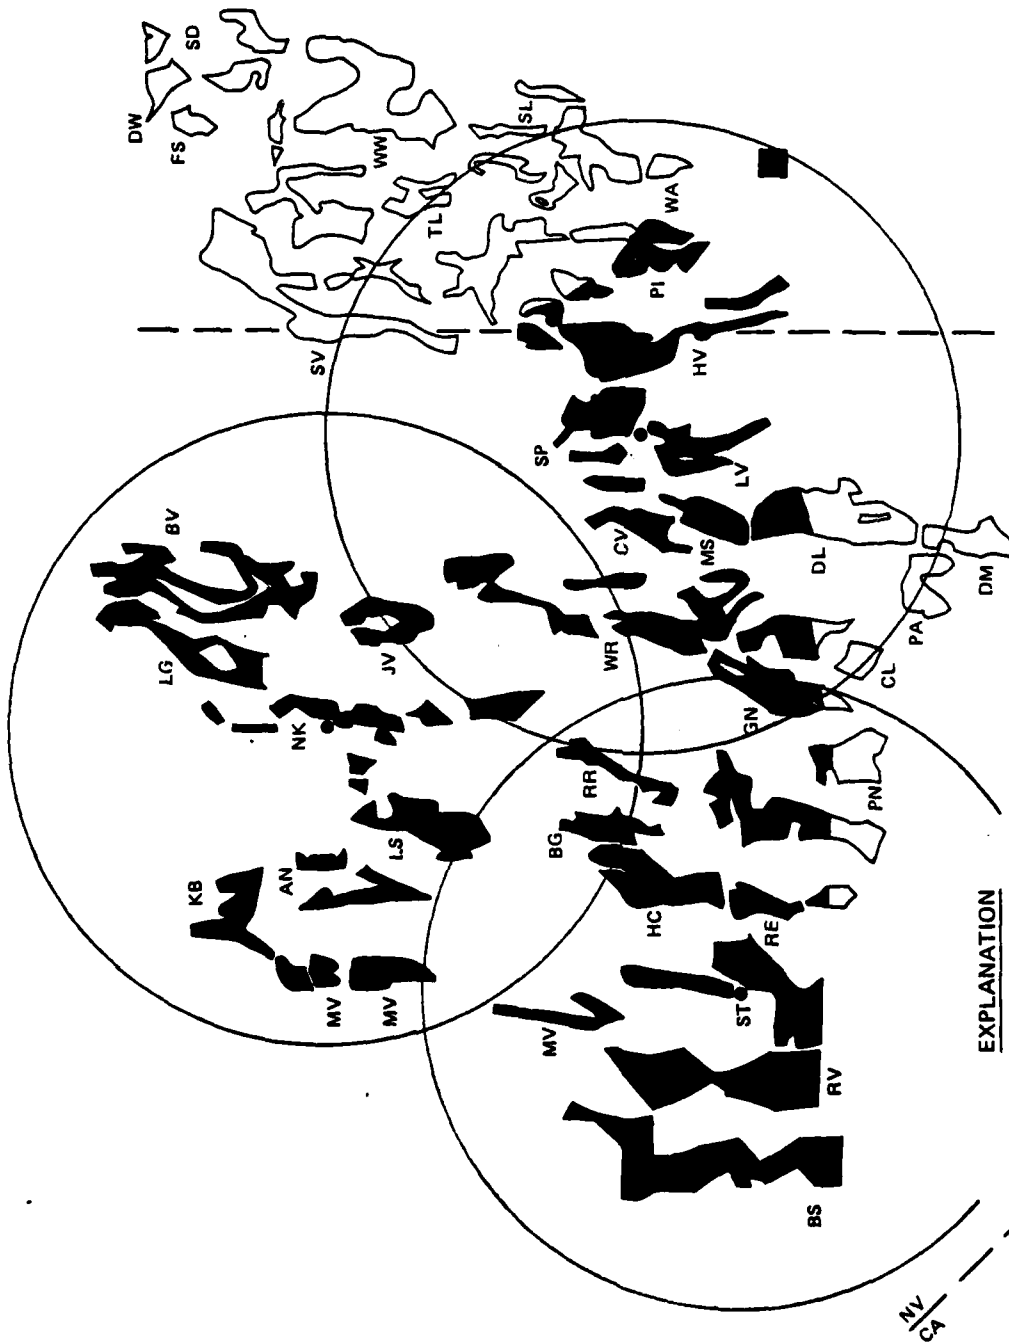 DW
SD
FS
WW
SL
TL
WA
SV
PI
HV
SP
LV
BV
CV
MS
DL
DM
LG
JV
WR
PA
CL
NK
GN
RR
PN
LS
BG
KB
AN
HC
RE
MV
MV
MV
ST
RV
BS
EXPLANATION
NV
CA